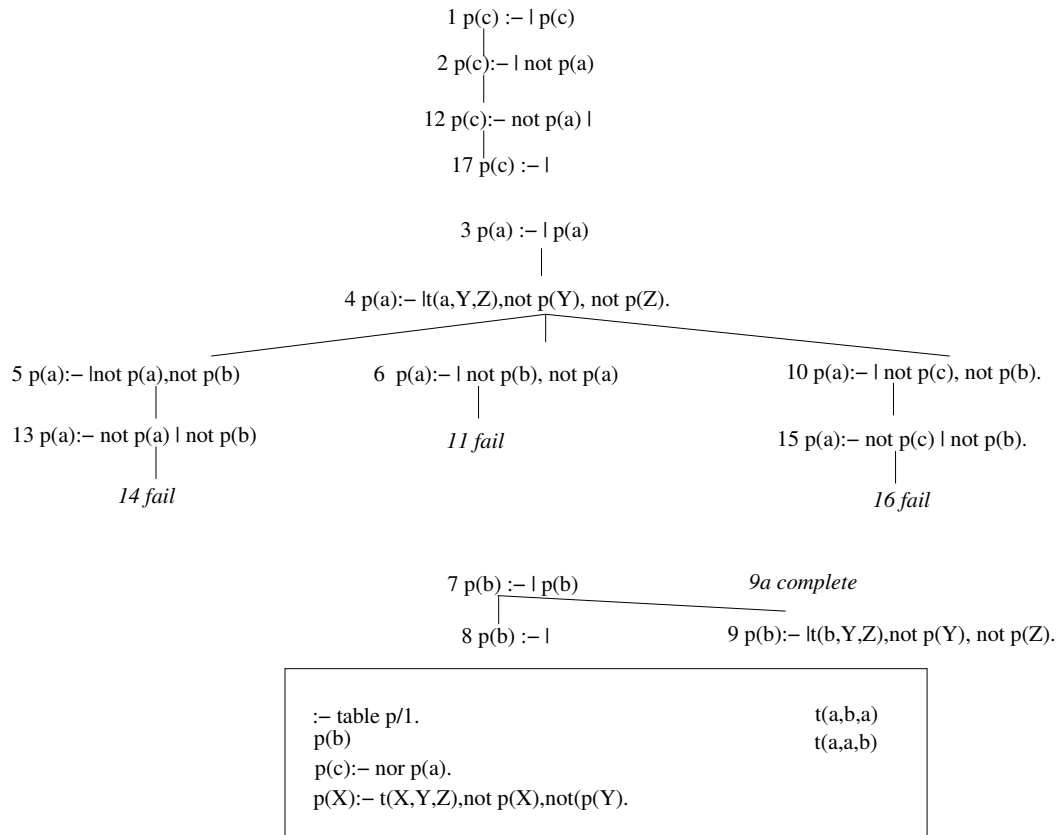 1 p(c) :– | p(c)
2 p(c):– | not p(a)
12 p(c):– not p(a) |
17 p(c) :– |
3 p(a) :– | p(a)
4 p(a):– |t(a,Y,Z),not p(Y), not p(Z).
5 p(a):– |not p(a),not p(b)
6 p(a):– | not p(b), not p(a)
10 p(a):– | not p(c), not p(b).
13 p(a):– not p(a) | not p(b)
11 fail
15 p(a):– not p(c) | not p(b).
14 fail
16 fail
7 p(b) :– | p(b)
9a complete
8 p(b) :– |
9 p(b):– |t(b,Y,Z),not p(Y), not p(Z).
:– table p/1.
t(a,b,a)
p(b)
t(a,a,b)
p(c):– nor p(a).
p(X):– t(X,Y,Z),not p(X),not(p(Y).